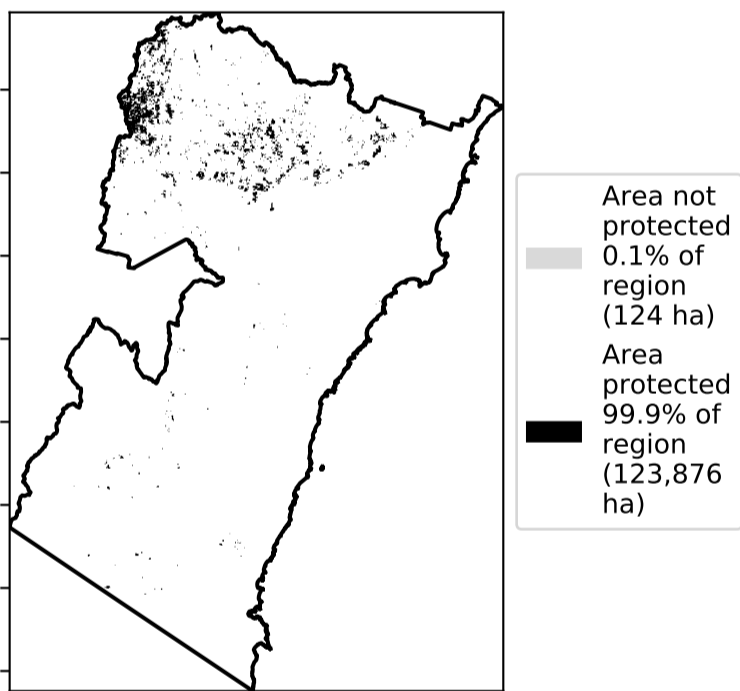 Area not
protected
0.1% of
region
(124 ha)
Area
protected
99.9% of
region
(123,876
ha)